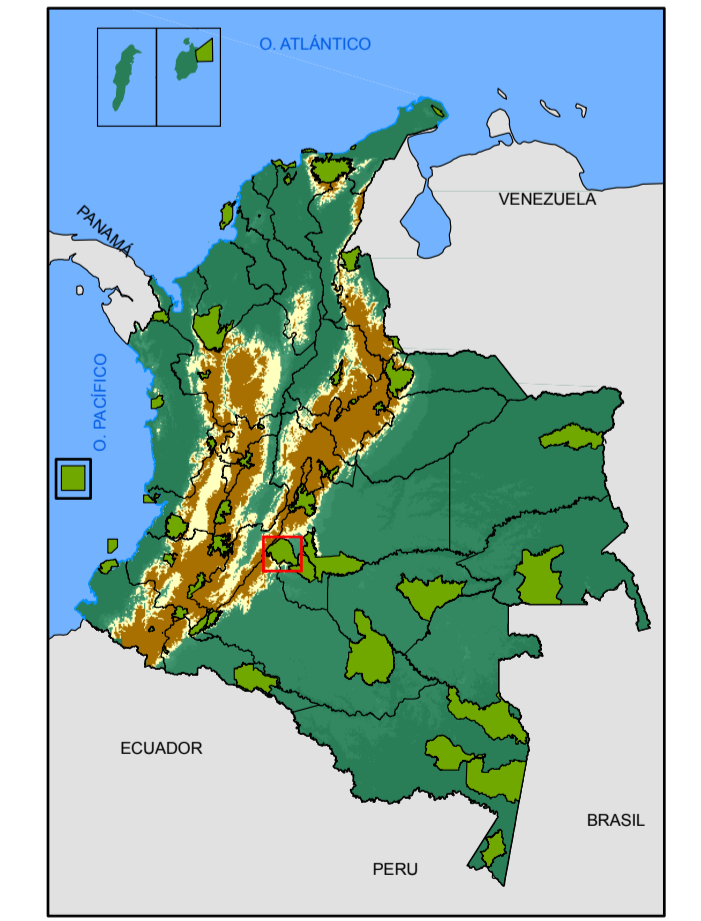 O. ATLÁNTICO
VENEZUELA
PANAMÁ
O. PACÍFICO
ECUADOR
BRASIL
PERU